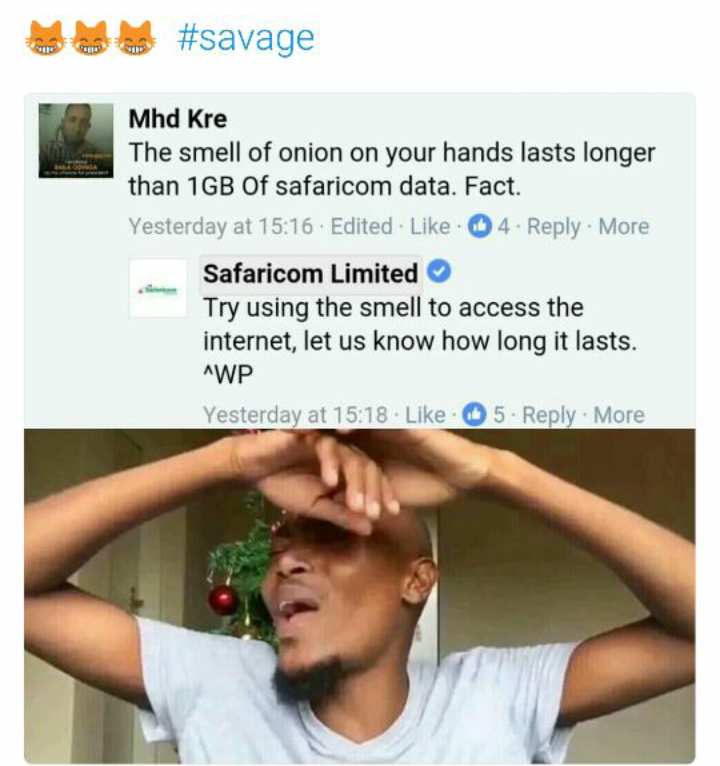 😹😹😹 #savage
Mhd Kre
The smell of onion on your hands lasts longer
than 1GB Of safaricom data. Fact.
Yesterday at 15:16 · Edited · Like · 4 · Reply · More
Safaricom
Safaricom Limited
Try using the smell to access the
internet, let us know how long it lasts.
^WP
Yesterday at 15:18 · Like · 5 · Reply · More